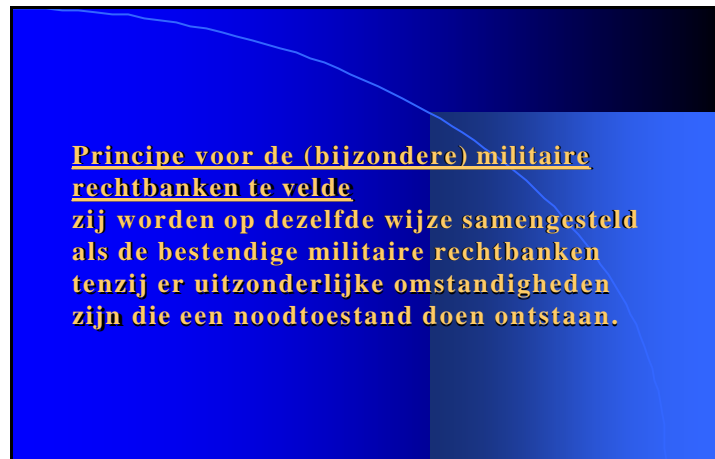 Principe voor de (bijzondere) militaire
rechtbanken te velde
zij worden op dezelfde wijze samengesteld
als de bestendige militaire rechtbanken
tenzij er uitzonderlijke omstandigheden
zijn die een noodtoestand doen ontstaan.